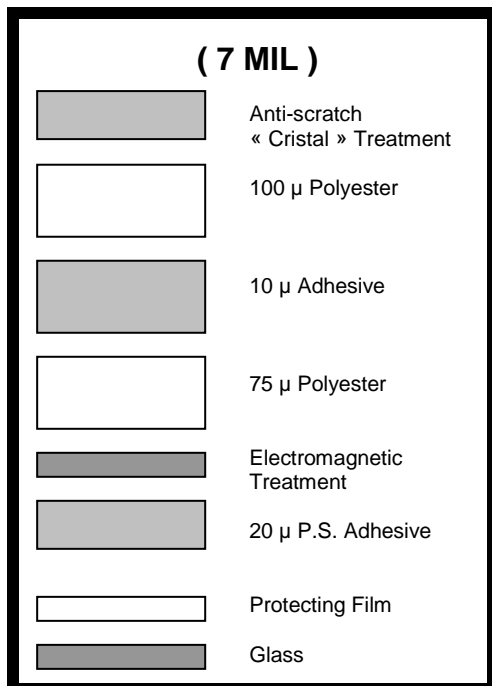 ( 7 MIL )
Anti-scratch
« Cristal » Treatment
100 µ Polyester
10 µ Adhesive
75 µ Polyester
Electromagnetic
Treatment
20 µ P.S. Adhesive
Protecting Film
Glass